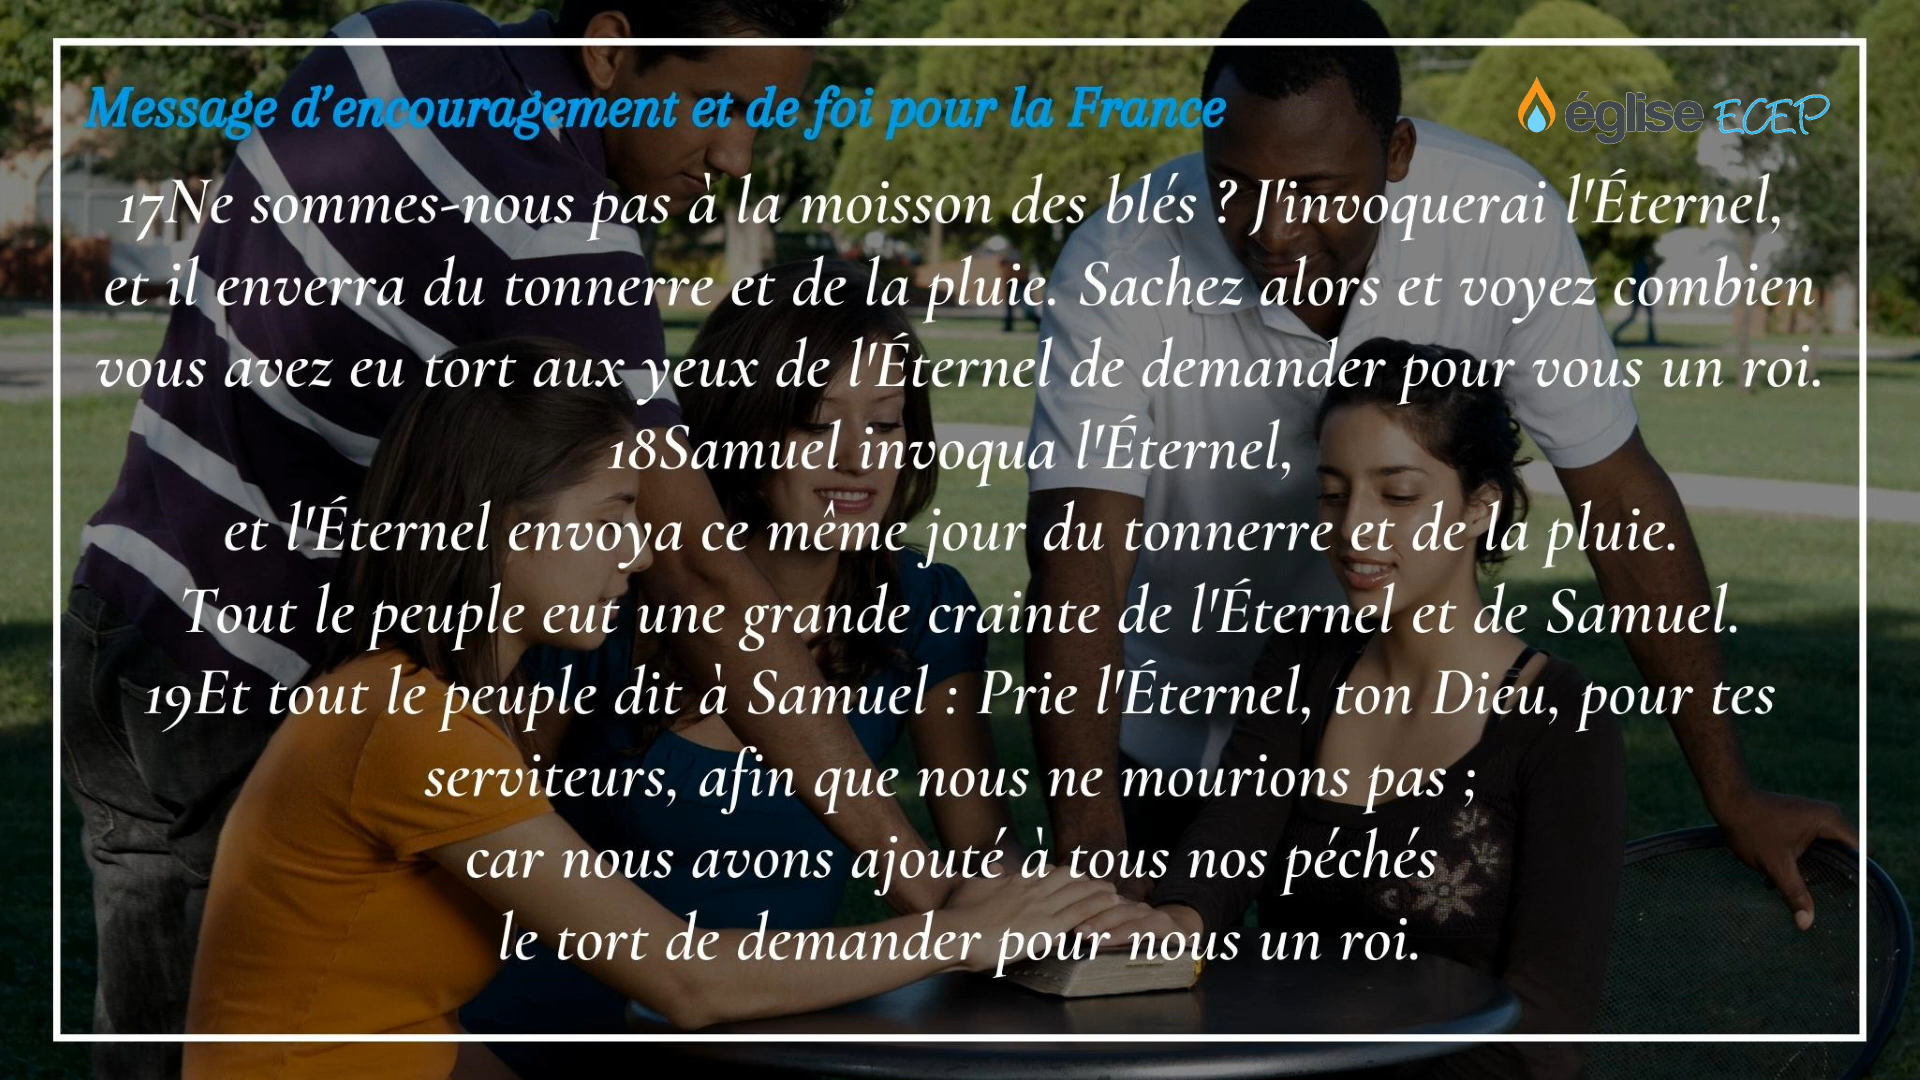 Message d’encouragement et de foi pour la France
église ECEP
17Ne sommes-nous pas à la moisson des blés ? J'invoquerai l'Éternel,
et il enverra du tonnerre et de la pluie. Sachez alors et voyez combien
vous avez eu tort aux yeux de l'Éternel de demander pour vous un roi.
18Samuel invoqua l'Éternel,
et l'Éternel envoya ce même jour du tonnerre et de la pluie.
Tout le peuple eut une grande crainte de l'Éternel et de Samuel.
19Et tout le peuple dit à Samuel : Prie l'Éternel, ton Dieu, pour tes
serviteurs, afin que nous ne mourions pas ;
car nous avons ajouté à tous nos péchés
le tort de demander pour nous un roi.